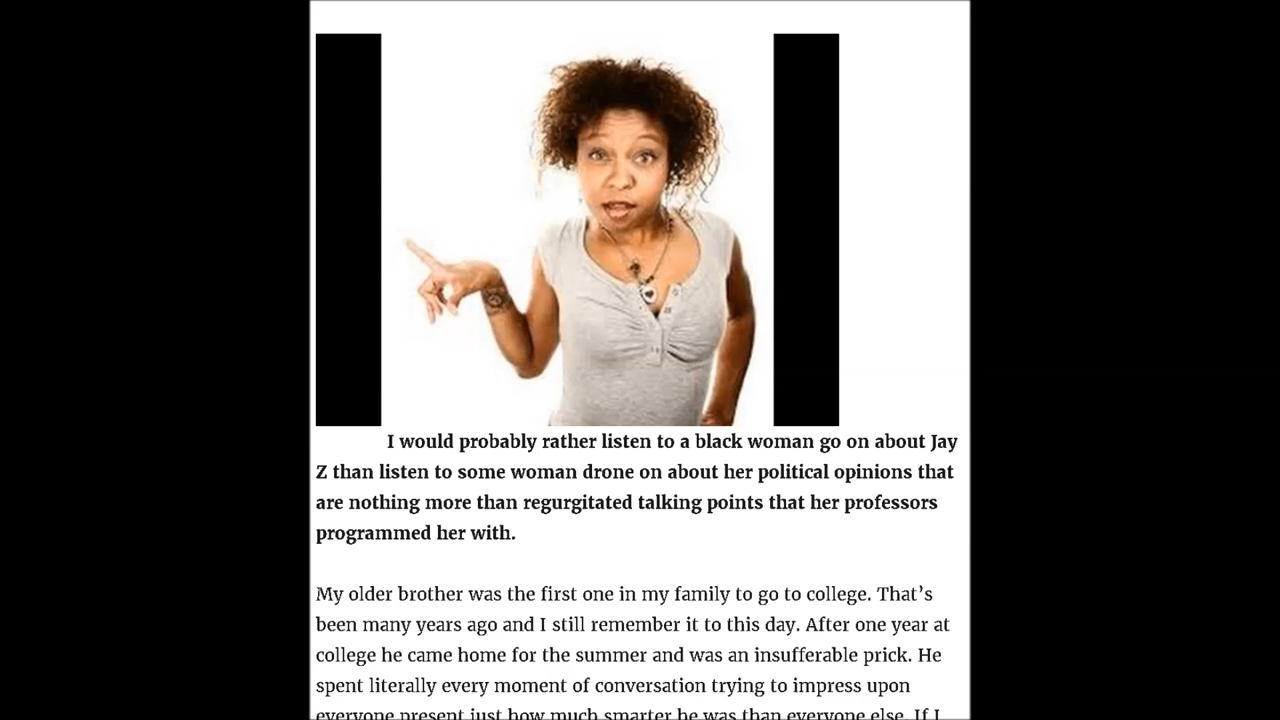 I would probably rather listen to a black woman go on about Jay
Z than listen to some woman drone on about her political opinions that
are nothing more than regurgitated talking points that her professors
programmed her with.
My older brother was the first one in my family to go to college. That’s
been many years ago and I still remember it to this day. After one year at
college he came home for the summer and was an insufferable prick. He
spent literally every moment of conversation trying to impress upon
everyone present just how much smarter he was than everyone else. If I